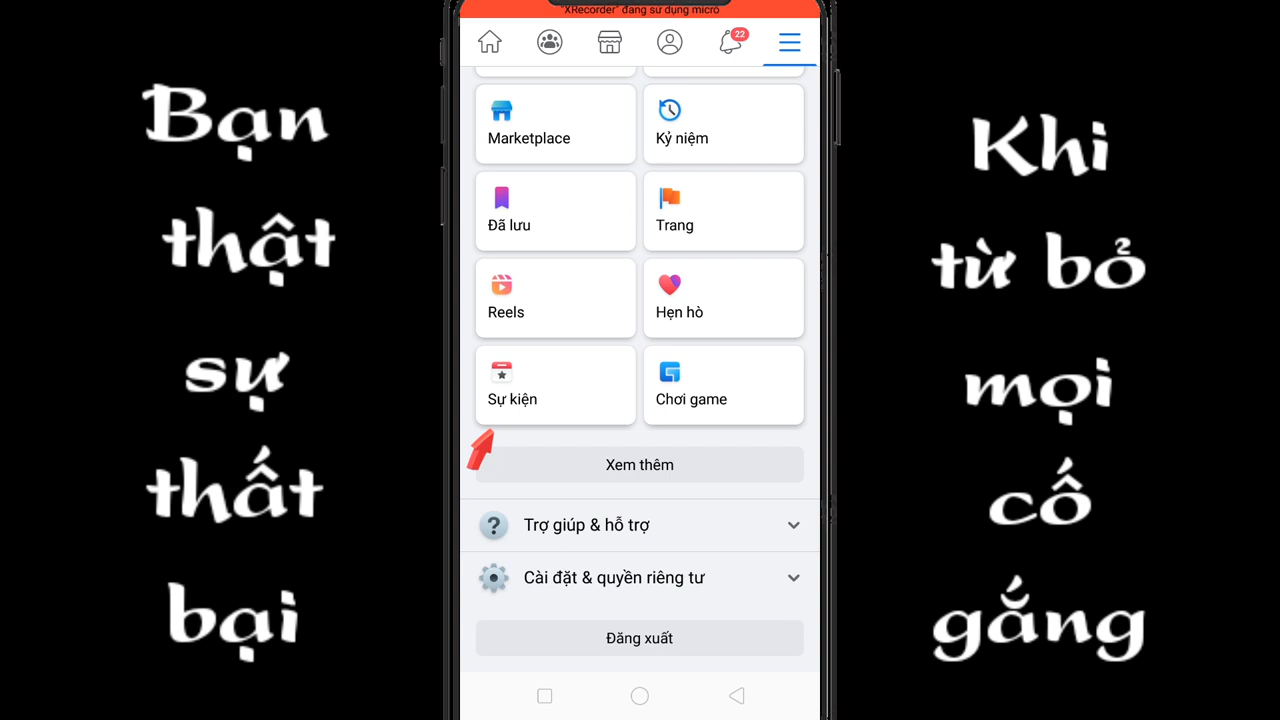 Bạn
thật
sự
thất
bại
"XRecorder" đang sử dụng micro
22
Marketplace
Kỷ niệm
Đã lưu
Trang
Reels
Hẹn hò
Sự kiện
Chơi game
Xem thêm
Trợ giúp & hỗ trợ
Cài đặt & quyền riêng tư
Đăng xuất
Khi
từ bỏ
mọi
cố
gắng